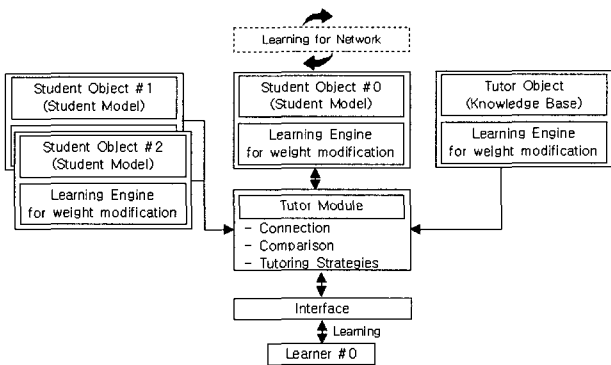 Learning for Network
Student Object #1
(Student Model)
Student Object #2
(Student Model)
Learning Engine
for weight modification
Student Object #0
(Student Model)
Learning Engine
for weight modification
Tutor Object
(Knowledge Base)
Learning Engine
for weight modification
Tutor Module
- Connection
- Comparison
- Tutoring Strategies
Interface
Learning
Learner #0